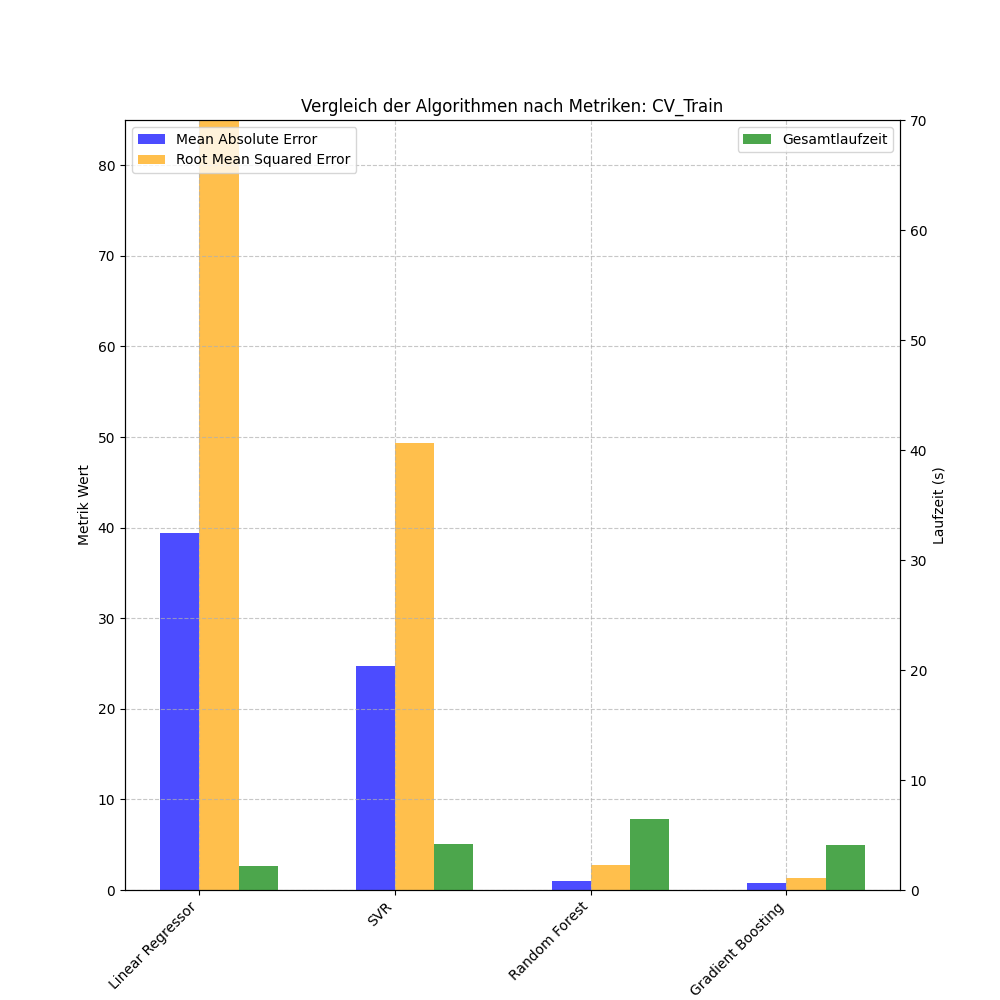 Vergleich der Algorithmen nach Metriken: CV_Train
Mean Absolute Error
Root Mean Squared Error
Gesamtlaufzeit
Metrik Wert
80
70
60
50
40
30
20
10
0
Laufzeit (s)
70
60
50
40
30
20
10
0
Linear Regressor
SVR
Random Forest
Gradient Boosting